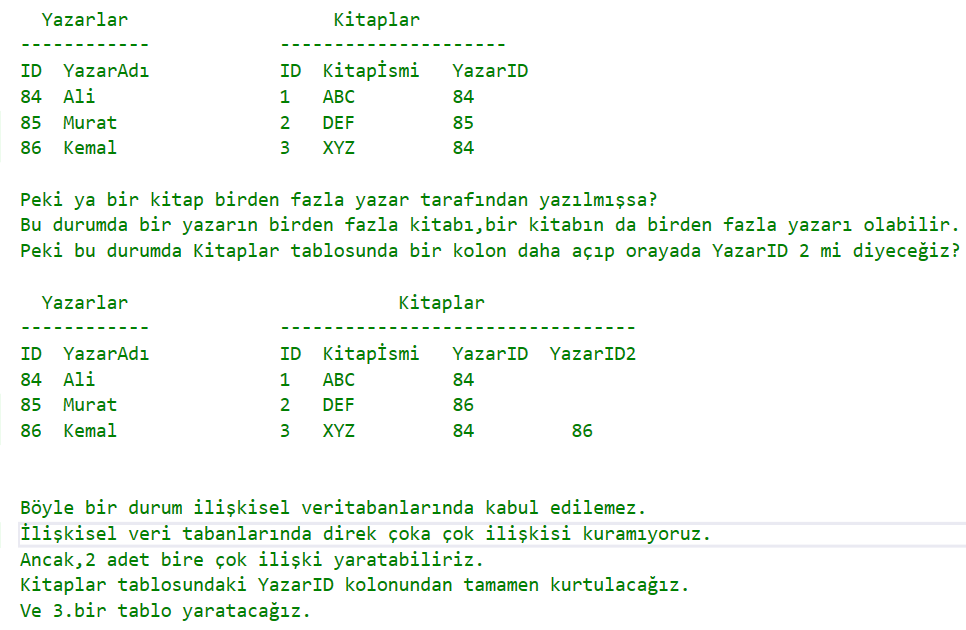 Yazarlar                   Kitaplar
------------            ---------------------
ID  YazarAdı            ID  Kitapİsmi   YazarID
84  Ali                 1   ABC         84
85  Murat               2   DEF         85
86  Kemal               3   XYZ         84
Peki ya bir kitap birden fazla yazar tarafından yazılmışsa?
Bu durumda bir yazarın birden fazla kitabı,bir kitabın da birden fazla yazarı olabilir.
Peki bu durumda Kitaplar tablosunda bir kolon daha açıp orayada YazarID 2 mi diyeceğiz?
Yazarlar                         Kitaplar
------------            ---------------------------------
ID  YazarAdı            ID  Kitapİsmi   YazarID  YazarID2
84  Ali                 1   ABC         84
85  Murat               2   DEF         86
86  Kemal               3   XYZ         84         86
Böyle bir durum ilişkisel veritabanlarında kabul edilemez.
İlişkisel veri tabanlarında direk çoka çok ilişkisi kuramıyoruz.
Ancak,2 adet bire çok ilişki yaratabiliriz.
Kitaplar tablosundaki YazarID kolonundan tamamen kurtulacağız.
Ve 3.bir tablo yaratacağız.